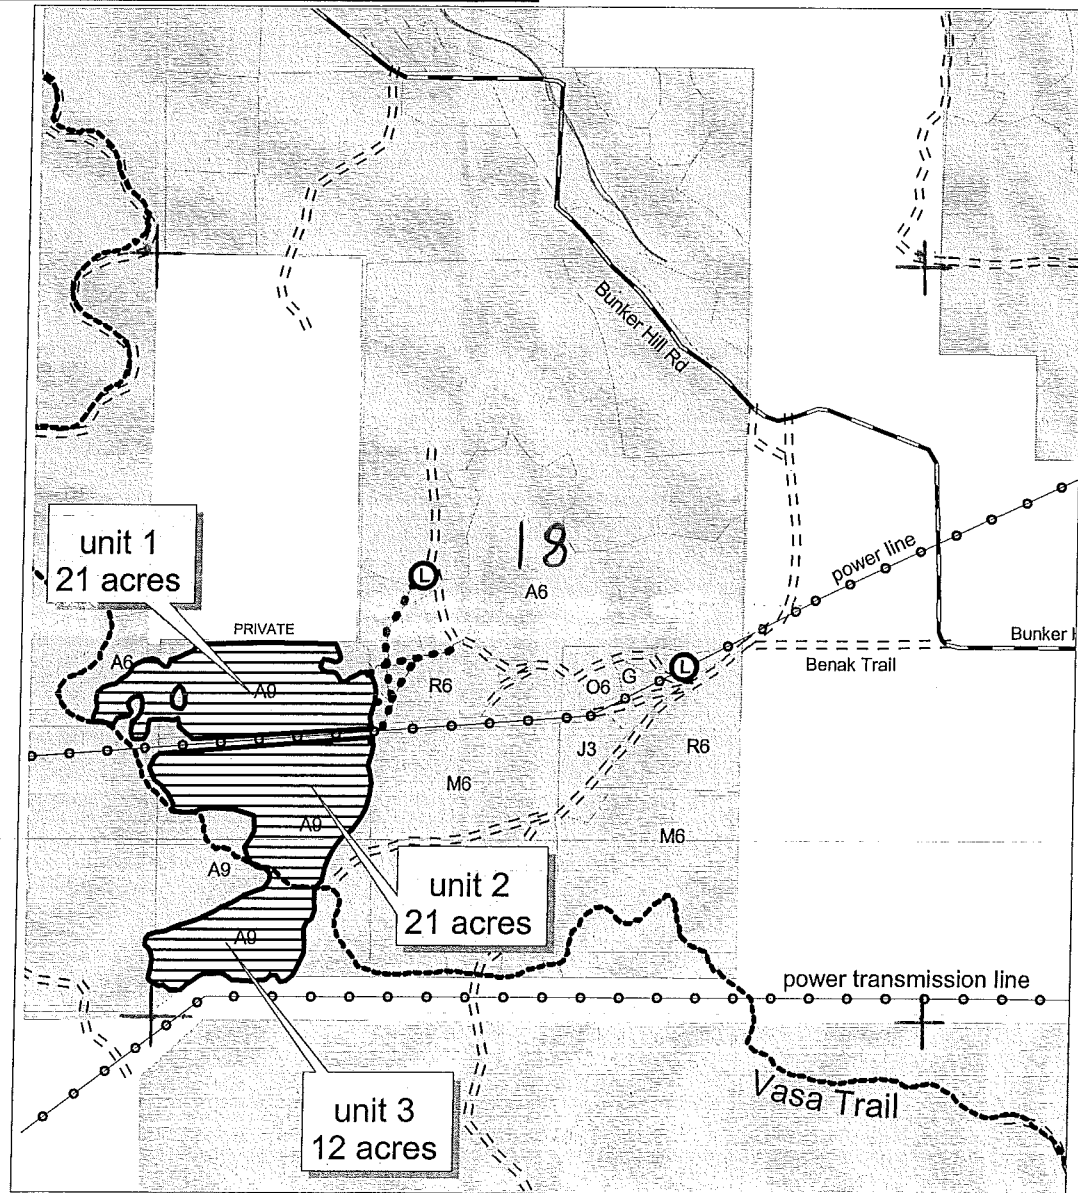 Bunker Hill Rd
unit 1
21 acres
18
L
A6
power line
PRIVATE
A6
A9
R6
O6
G
L
Benak Trail
Bunker H
J3
R6
M6
A9
M6
A9
unit 2
21 acres
A9
power transmission line
Vasa Trail
unit 3
12 acres